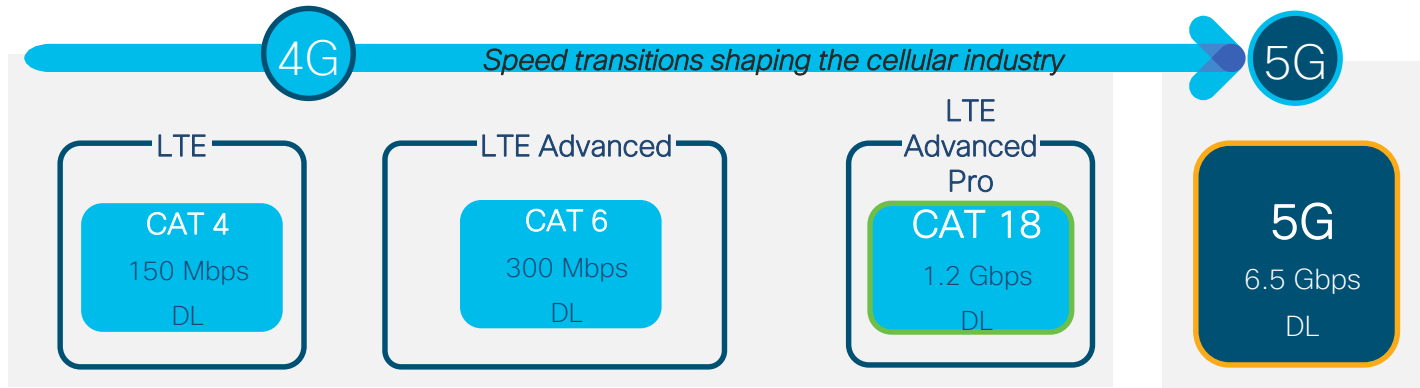 4G
Speed transitions shaping the cellular industry
5G
LTE
CAT 4
150 Mbps
DL
LTE Advanced
CAT 6
300 Mbps
DL
LTE
Advanced
Pro
CAT 18
1.2 Gbps
DL
5G
6.5 Gbps
DL